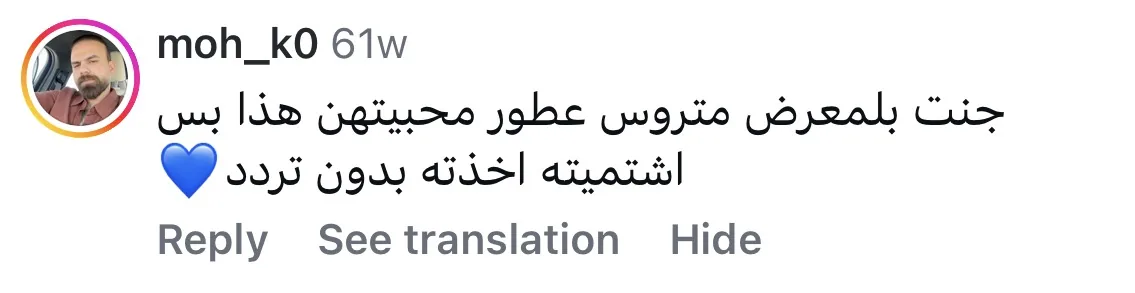 moh_k0 61w
جنت بلمعرض متروس عطور محبيتهن هذا بس
اشتميته اخذته بدون تردد💙
Reply See translation Hide